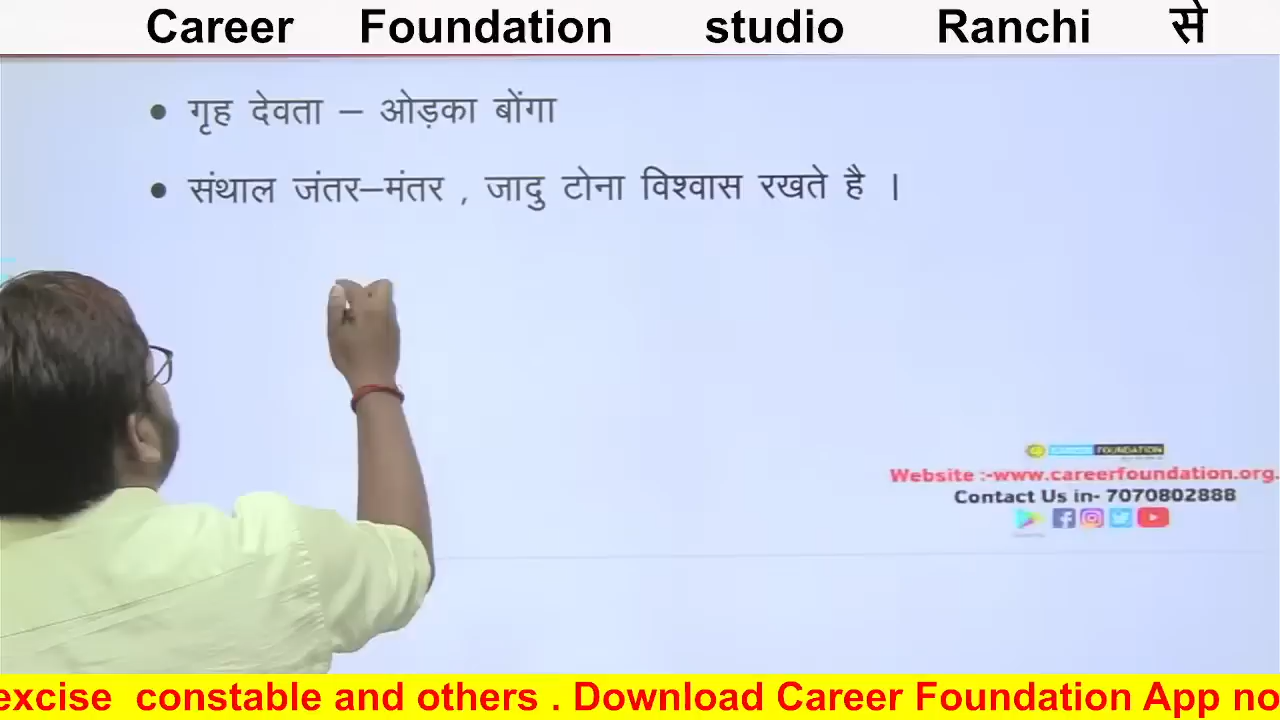 Career Foundation studio Ranchi से
• गृह देवता – ओड़का बोंगा
• संथाल जंतर–मंतर , जादु टोना विश्वास रखते है ।
FOUNDATION
Website :-www.careerfoundation.org.
Contact Us in- 7070802888
excise constable and others . Download Career Foundation App no